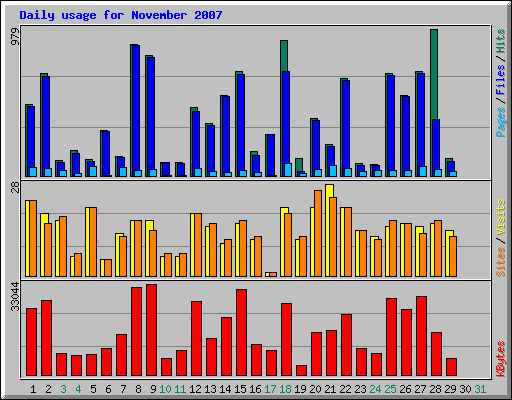 Daily usage for November 2007
979
Pages / Files / Hits
28
Sites / Visits
33044
KBytes
1 2 3 4 5 6 7 8 9 10 11 12 13 14 15 16 17 18 19 20 21 22 23 24 25 26 27 28 29 30 31